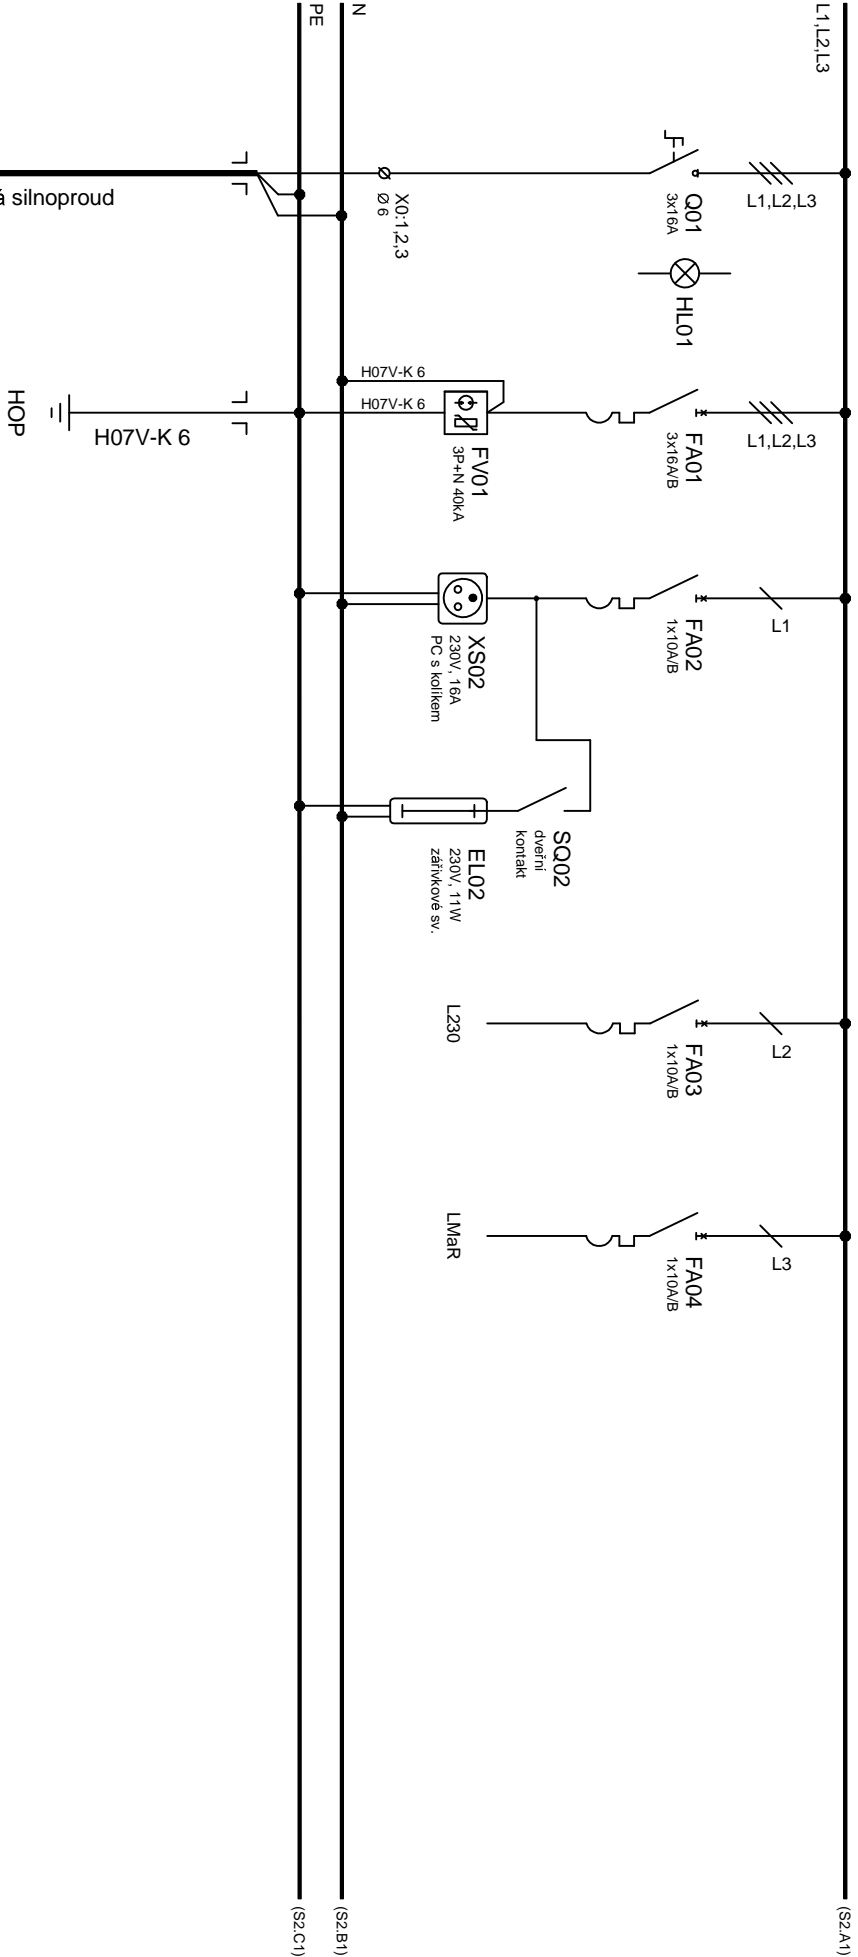 L1,L2,L3
N
PE
á silnoproud
X0:1,2,3
Ø 6
Q01
3x16A
L1,L2,L3
HL01
HOP
H07V-K 6
H07V-K 6
H07V-K 6
FV01
3P+N 40kA
FA01
3x16A/B
L1,L2,L3
XS02
230V, 16A
PC s kolíkem
FA02
1x10A/B
L1
EL02
230V, 11W
zářivkové sv.
SQ02
dveřní
kontakt
L230
FA03
1x10A/B
L2
LMaR
FA04
1x10A/B
L3
(S2.A1)
(S2.B1)
(S2.C1)